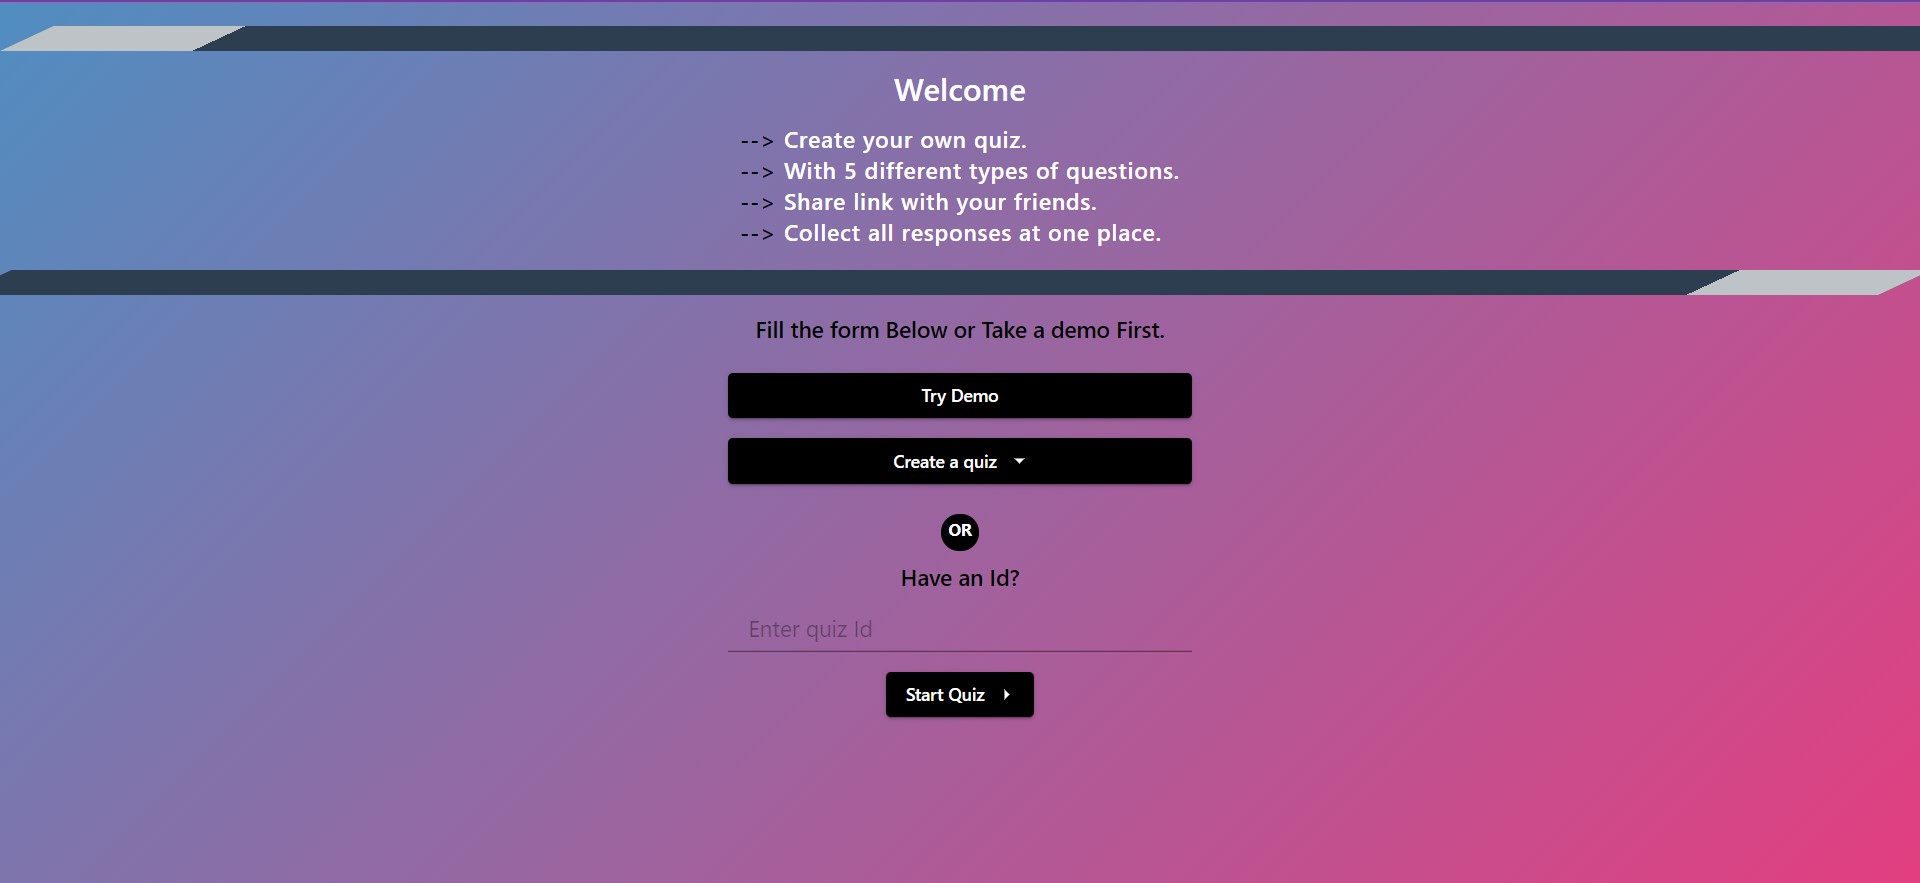 Welcome
--> Create your own quiz.
--> With 5 different types of questions.
--> Share link with your friends.
--> Collect all responses at one place.
Fill the form Below or Take a demo First.
Try Demo
Create a quiz
OR
Have an Id?
Enter quiz Id
Start Quiz